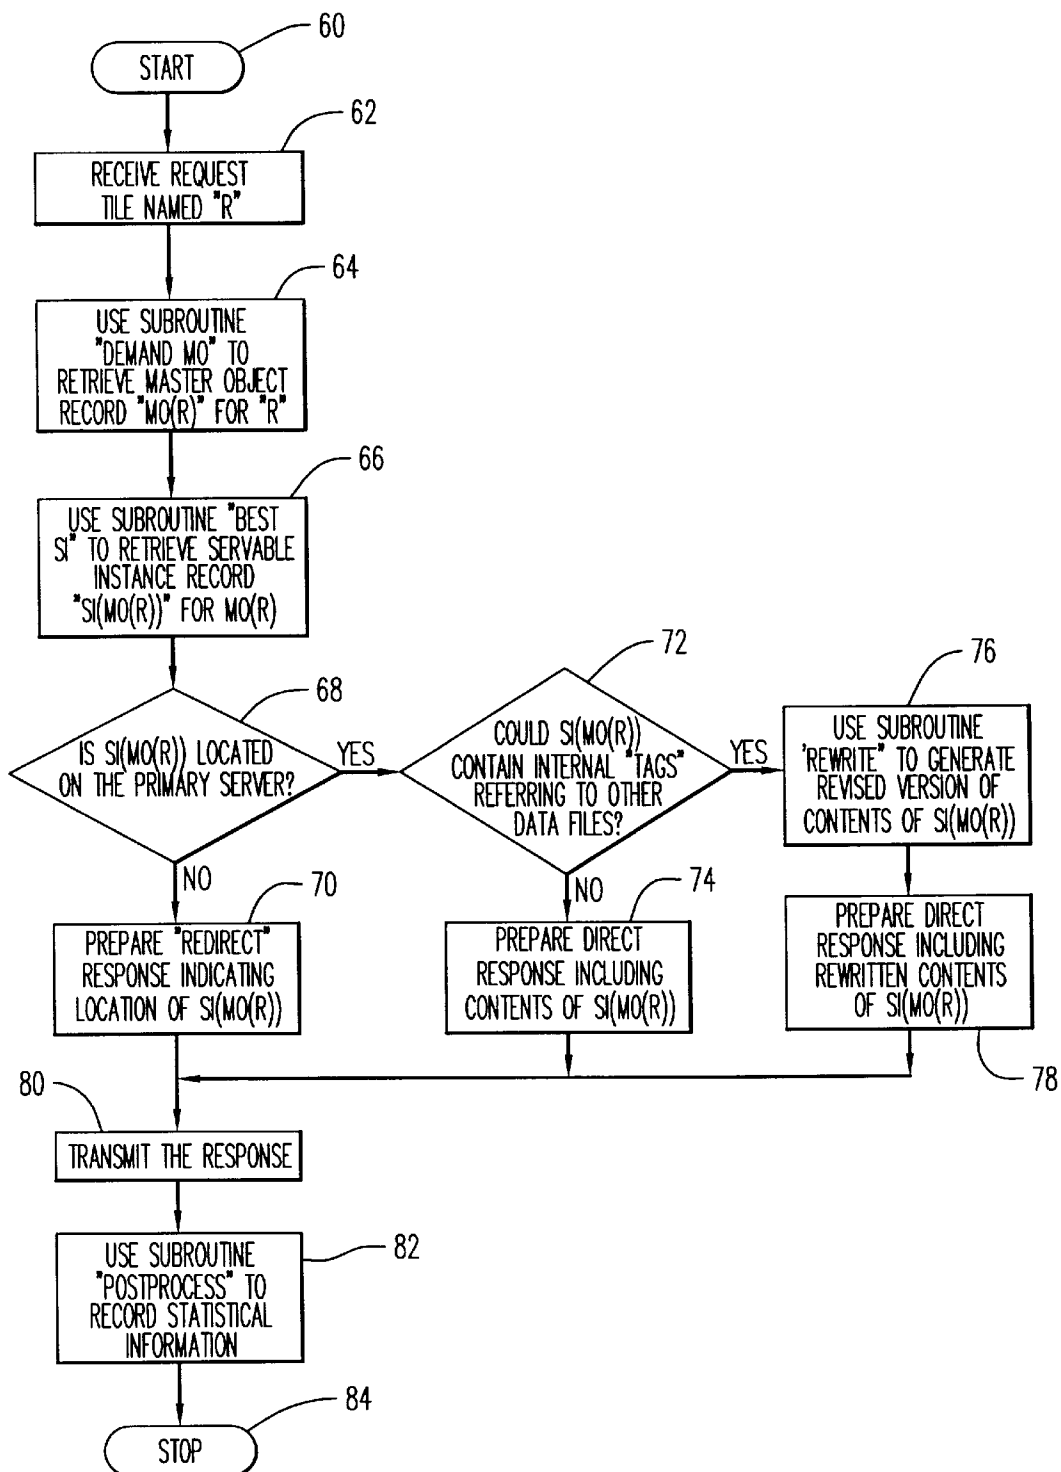 60
START
62
RECEIVE REQUEST
TILE NAMED "R"
64
USE SUBROUTINE
"DEMAND MO" TO
RETRIEVE MASTER OBJECT
RECORD "MO(R)" FOR "R"
66
USE SUBROUTINE "BEST
SI" TO RETRIEVE SERVABLE
INSTANCE RECORD
"SI(MO(R))" FOR MO(R)
68
IS SI(MO(R)) LOCATED
ON THE PRIMARY SERVER?
YES
NO
72
COULD SI(MO(R))
CONTAIN INTERNAL "TAGS"
REFERRING TO OTHER
DATA FILES?
YES
NO
76
USE SUBROUTINE
'REWRITE" TO GENERATE
REVISED VERSION OF
CONTENTS OF SI(MO(R))
70
PREPARE "REDIRECT"
RESPONSE INDICATING
LOCATION OF SI(MO(R))
74
PREPARE DIRECT
RESPONSE INCLUDING
CONTENTS OF SI(MO(R))
PREPARE DIRECT
RESPONSE INCLUDING
REWRITTEN CONTENTS
OF SI(MO(R))
78
80
TRANSMIT THE RESPONSE
82
USE SUBROUTINE
"POSTPROCESS" TO
RECORD STATISTICAL
INFORMATION
84
STOP